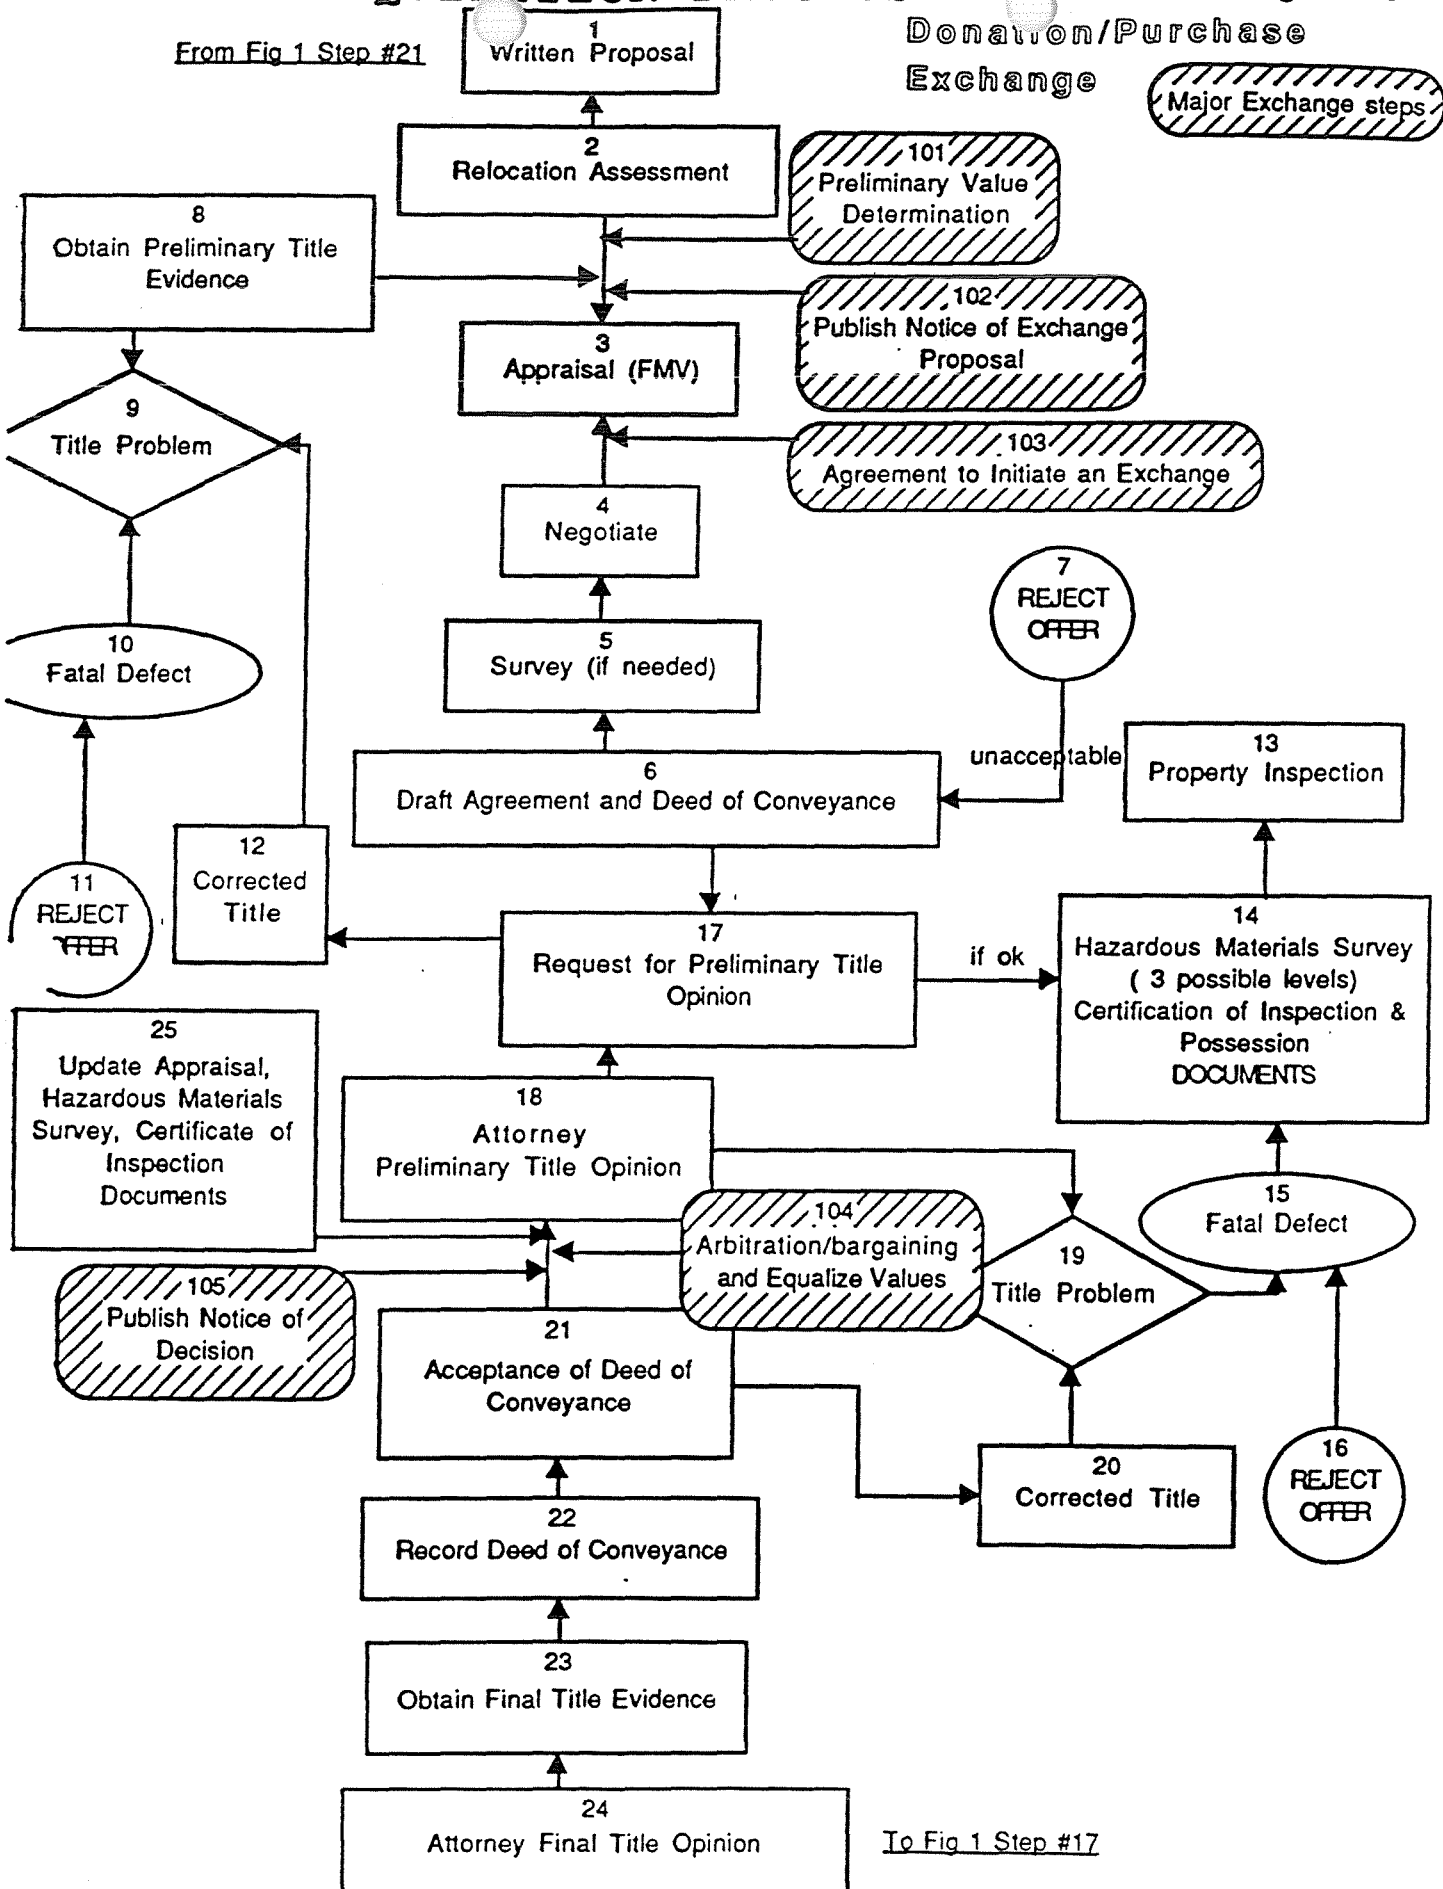 Donation/Purchase
Exchange
From Fig 1 Step #21
1
Written Proposal
Major Exchange steps
2
Relocation Assessment
101
Preliminary Value
Determination
8
Obtain Preliminary Title
Evidence
102
Publish Notice of Exchange
Proposal
3
Appraisal (FMV)
9
Title Problem
103
Agreement to Initiate an Exchange
4
Negotiate
7
REJECT
OFFER
10
Fatal Defect
5
Survey (if needed)
unacceptable
13
Property Inspection
6
Draft Agreement and Deed of Conveyance
12
Corrected
Title
11
REJECT
17
Request for Preliminary Title
Opinion
if ok
14
Hazardous Materials Survey
( 3 possible levels)
Certification of Inspection &
Possession
DOCUMENTS
25
Update Appraisal,
Hazardous Materials
Survey, Certificate of
Inspection
Documents
18
Attorney
Preliminary Title Opinion
15
Fatal Defect
104
Arbitration/bargaining
and Equalize Values
19
Title Problem
105
Publish Notice of
Decision
21
Acceptance of Deed of
Conveyance
20
Corrected Title
16
REJECT
OFFER
22
Record Deed of Conveyance
23
Obtain Final Title Evidence
24
Attorney Final Title Opinion
To Fig 1 Step #17